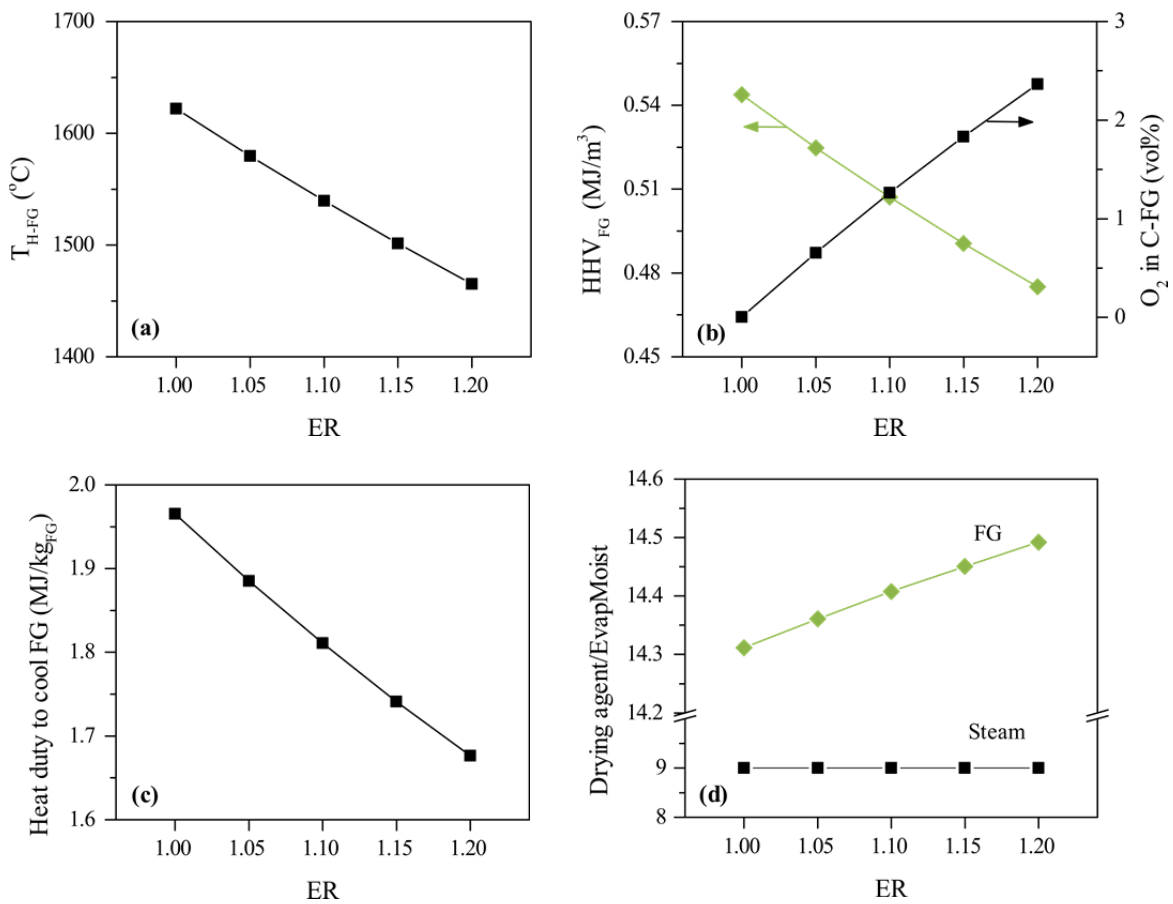 1700
1600
1500
1400
T_H-FG (°C)
(a)
1.00 1.05 1.10 1.15 1.20
ER
0.57
0.54
0.51
0.48
0.45
HHV_FG (MJ/m³)
3
2
1
0
O₂ in C-FG (vol%)
(b)
1.00 1.05 1.10 1.15 1.20
ER
2.0
1.9
1.8
1.7
1.6
Heat duty to cool FG (MJ/kg_FG)
(c)
1.00 1.05 1.10 1.15 1.20
ER
14.6
14.5
14.4
14.3
14.2
9
8
Drying agent/EvapMoist
FG
Steam
(d)
1.00 1.05 1.10 1.15 1.20
ER